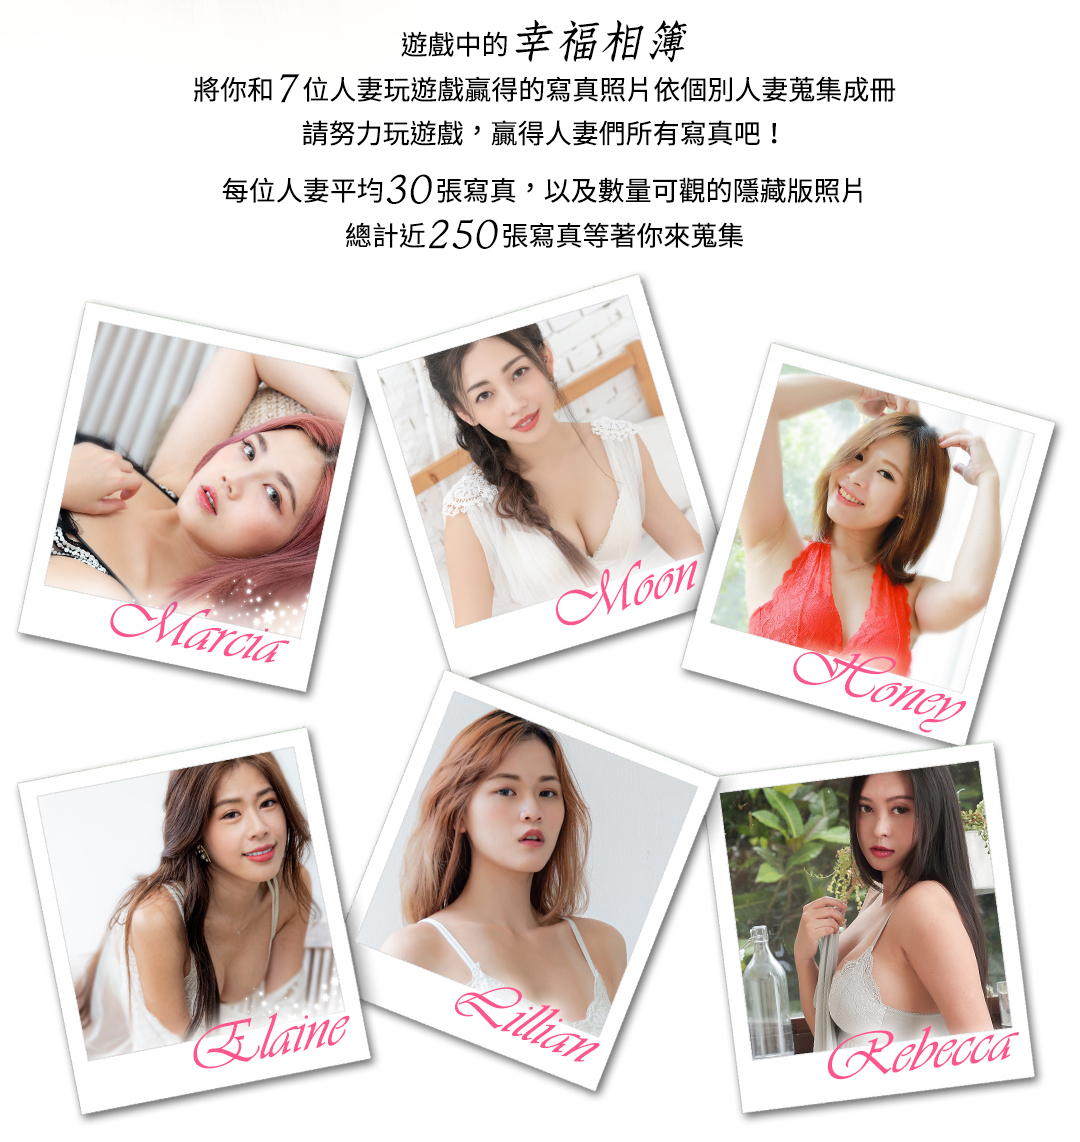 遊戲中的幸福相簿
將你和7位人妻玩遊戲贏得的寫真照片依個別人妻蒐集成冊
請努力玩遊戲，贏得人妻們所有寫真吧！
每位人妻平均30張寫真，以及數量可觀的隱藏版照片
總計近250張寫真等著你來蒐集
Marcia
Moon
Honey
Elaine
Lillian
Rebecca